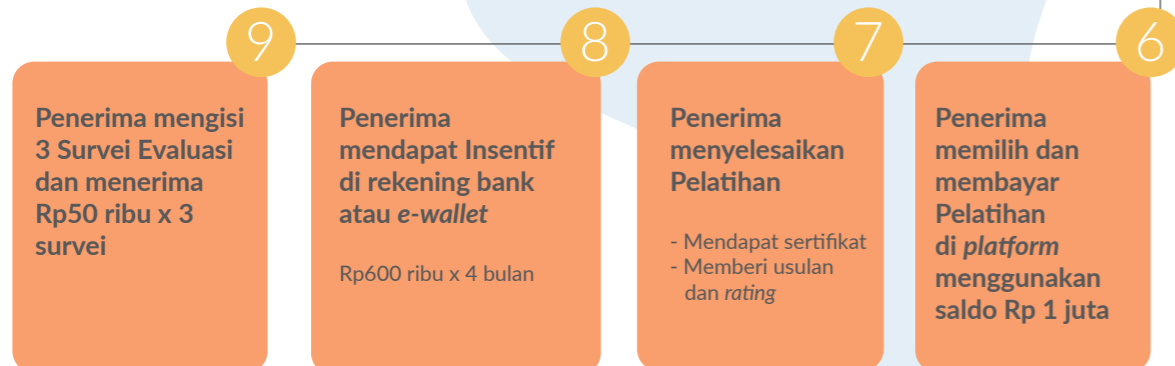 9
Penerima mengisi
3 Survei Evaluasi
dan menerima
Rp50 ribu x 3
survei
8
Penerima
mendapat Insentif
di rekening bank
atau e-wallet
Rp600 ribu x 4 bulan
7
Penerima
menyelesaikan
Pelatihan
- Mendapat sertifikat
- Memberi usulan
dan rating
6
Penerima
memilih dan
membayar
Pelatihan
di platform
menggunakan
saldo Rp 1 juta